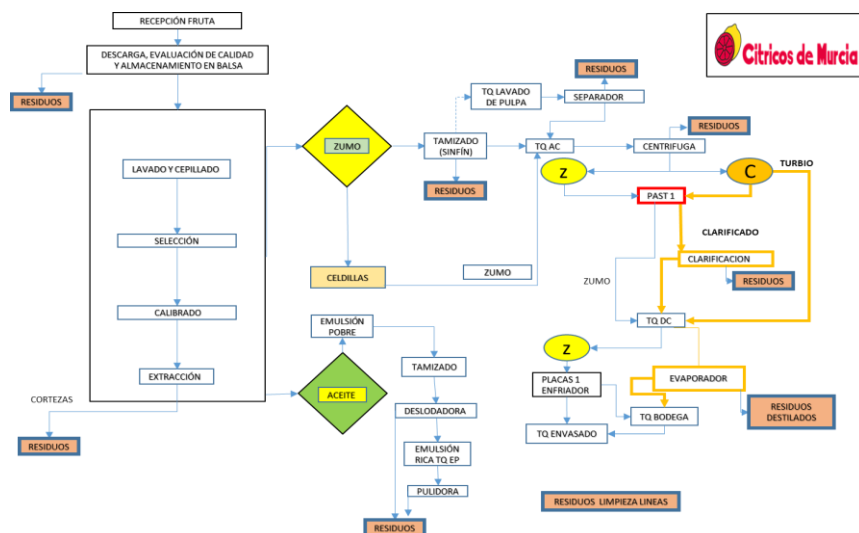 RECEPCIÓN FRUTA
Cítricos de Murcia
DESCARGA, EVALUACIÓN DE CALIDAD
Y ALMACENAMIENTO EN BALSA
RESIDUOS
RESIDUOS
TQ LAVADO
DE PULPA
SEPARADOR
RESIDUOS
ZUMO
TAMIZADO
(SINFÍN)
TQ AC
CENTRIFUGA
LAVADO Y CEPILLADO
RESIDUOS
Z
C
TURBIO
PAST 1
SELECCIÓN
CLARIFICADO
CLARIFICACION
CELDILLAS
ZUMO
ZUMO
RESIDUOS
CALIBRADO
EMULSIÓN
POBRE
TQ DC
Z
TAMIZADO
EXTRACCIÓN
ACEITE
PLACAS 1
ENFRIADOR
EVAPORADOR
CORTEZAS
DESLODADORA
TQ BODEGA
RESIDUOS
DESTILADOS
RESIDUOS
EMULSIÓN
RICA TQ EP
TQ ENVASADO
PULIDORA
RESIDUOS LIMPIEZA LINEAS
RESIDUOS